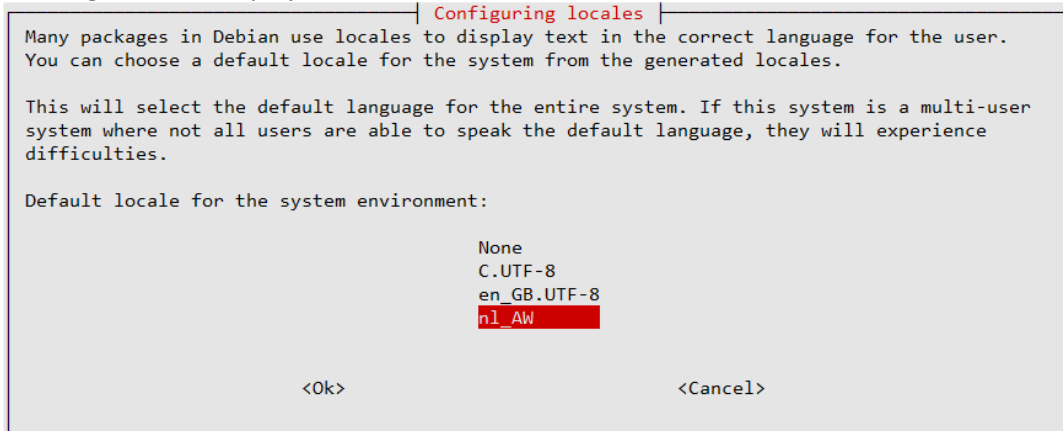 Configuring locales
Many packages in Debian use locales to display text in the correct language for the user.
You can choose a default locale for the system from the generated locales.
This will select the default language for the entire system. If this system is a multi-user
system where not all users are able to speak the default language, they will experience
difficulties.
Default locale for the system environment:
None
C.UTF-8
en_GB.UTF-8
nl_AW
<Ok> <Cancel>